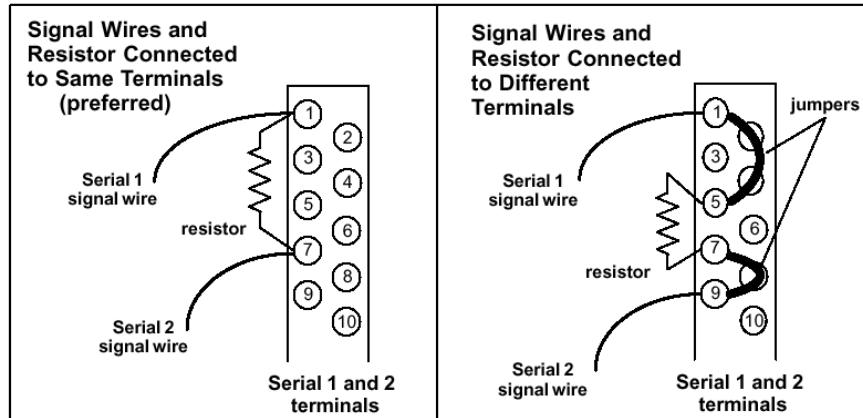 Signal Wires and
Resistor Connected
to Same Terminals
(preferred)
1
2
3
4
5
6
7
8
9
10
Serial 1
signal wire
resistor
Serial 2
signal wire
Serial 1 and 2
terminals
Signal Wires and
Resistor Connected
to Different
Terminals
jumpers
1
3
5
6
7
9
10
Serial 1
signal wire
resistor
Serial 2
signal wire
Serial 1 and 2
terminals